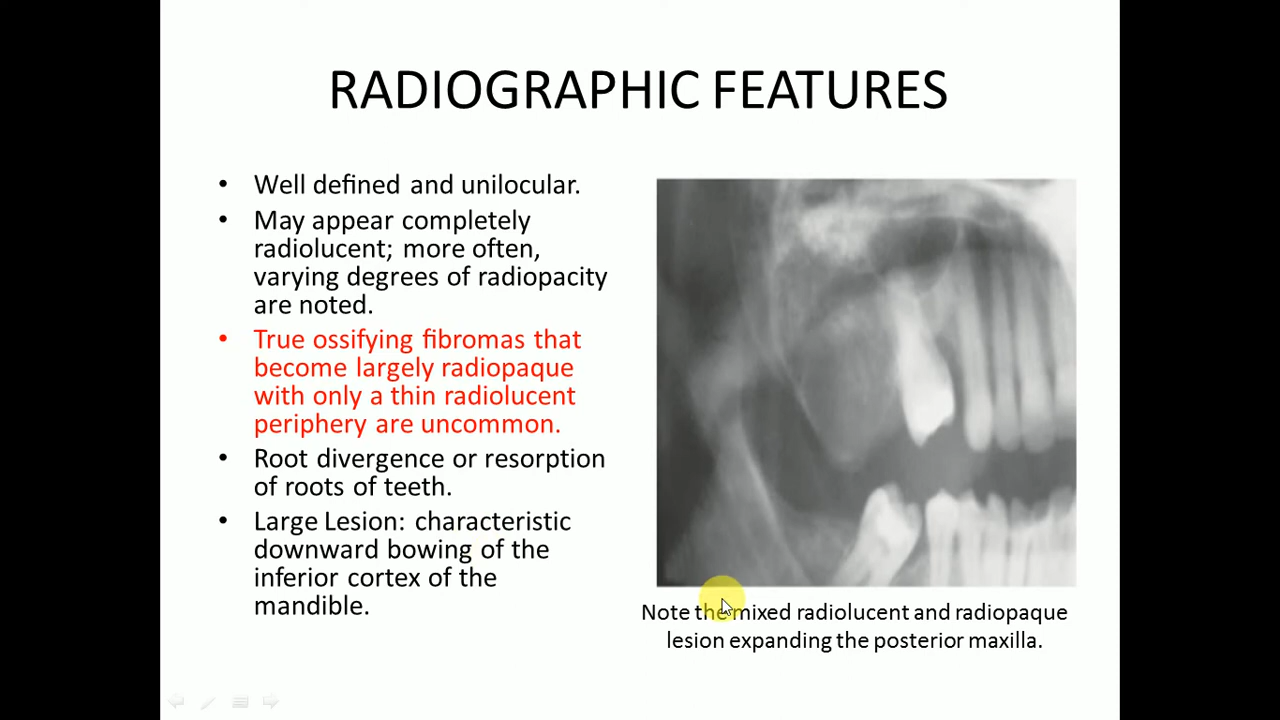 RADIOGRAPHIC FEATURES
• Well defined and unilocular.
• May appear completely
radiolucent; more often,
varying degrees of radiopacity
are noted.
• True ossifying fibromas that
become largely radiopaque
with only a thin radiolucent
periphery are uncommon.
• Root divergence or resorption
of roots of teeth.
• Large Lesion: characteristic
downward bowing of the
inferior cortex of the
mandible.
Note the mixed radiolucent and radiopaque
lesion expanding the posterior maxilla.